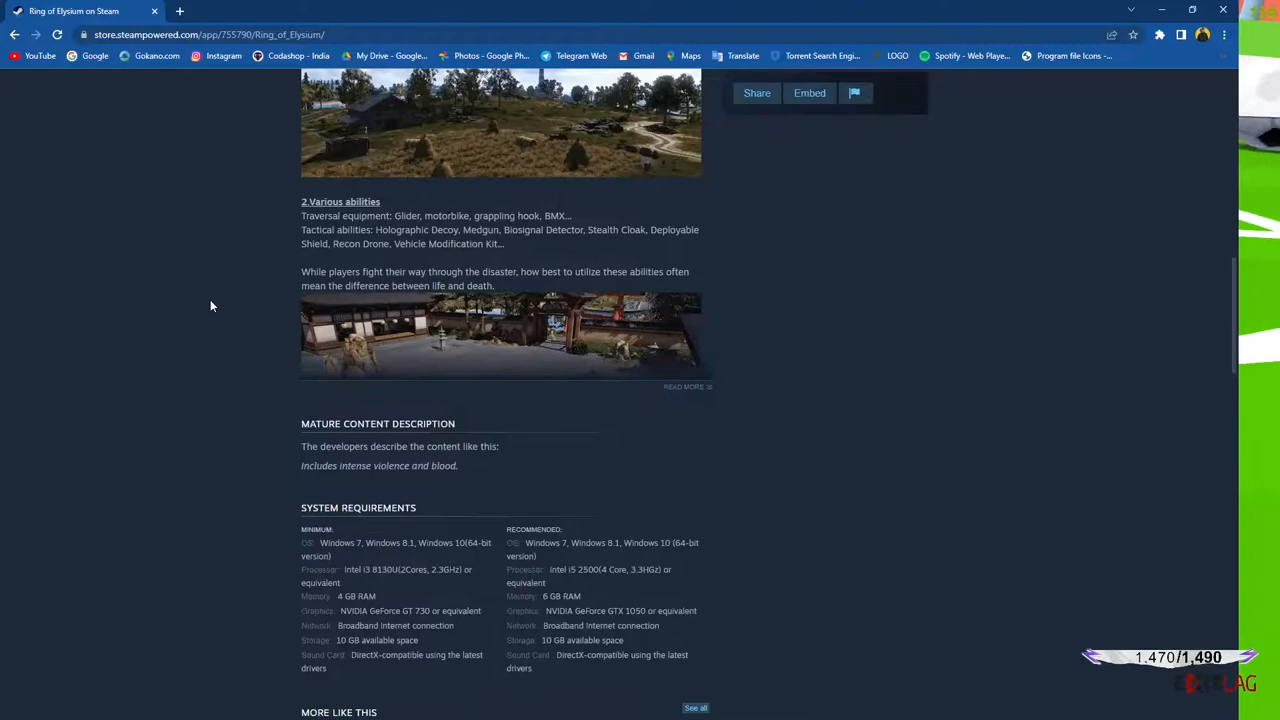 Ring of Elysium on Steam
store.steampowered.com/app/755790/Ring_of_Elysium/
YouTube Google Gokano.com Instagram Codashop - India My Drive - Google... Photos - Google Ph... Telegram Web Gmail Maps Translate Torrent Search Engi... LOGO Spotify - Web Playe... Program file Icons -...
Share Embed
2.Various abilities
Traversal equipment: Glider, motorbike, grappling hook, BMX...
Tactical abilities: Holographic Decoy, Medgun, Biosignal Detector, Stealth Cloak, Deployable
Shield, Recon Drone, Vehicle Modification Kit...
While players fight their way through the disaster, how best to utilize these abilities often
mean the difference between life and death.
READ MORE
MATURE CONTENT DESCRIPTION
The developers describe the content like this:
Includes intense violence and blood.
SYSTEM REQUIREMENTS
MINIMUM:
OS: Windows 7, Windows 8.1, Windows 10(64-bit
version)
Processor: Intel i3 8130U(2Cores, 2.3GHz) or
equivalent
Memory: 4 GB RAM
Graphics: NVIDIA GeForce GT 730 or equivalent
Network: Broadband Internet connection
Storage: 10 GB available space
Sound Card: DirectX-compatible using the latest
drivers
RECOMMENDED:
OS: Windows 7, Windows 8.1, Windows 10 (64-bit
version)
Processor: Intel i5 2500(4 Core, 3.3HGz) or
equivalent
Memory: 6 GB RAM
Graphics: NVIDIA GeForce GTX 1050 or equivalent
Network: Broadband Internet connection
Storage: 10 GB available space
Sound Card: DirectX-compatible using the latest
drivers
MORE LIKE THIS
See all
1.470/1,490